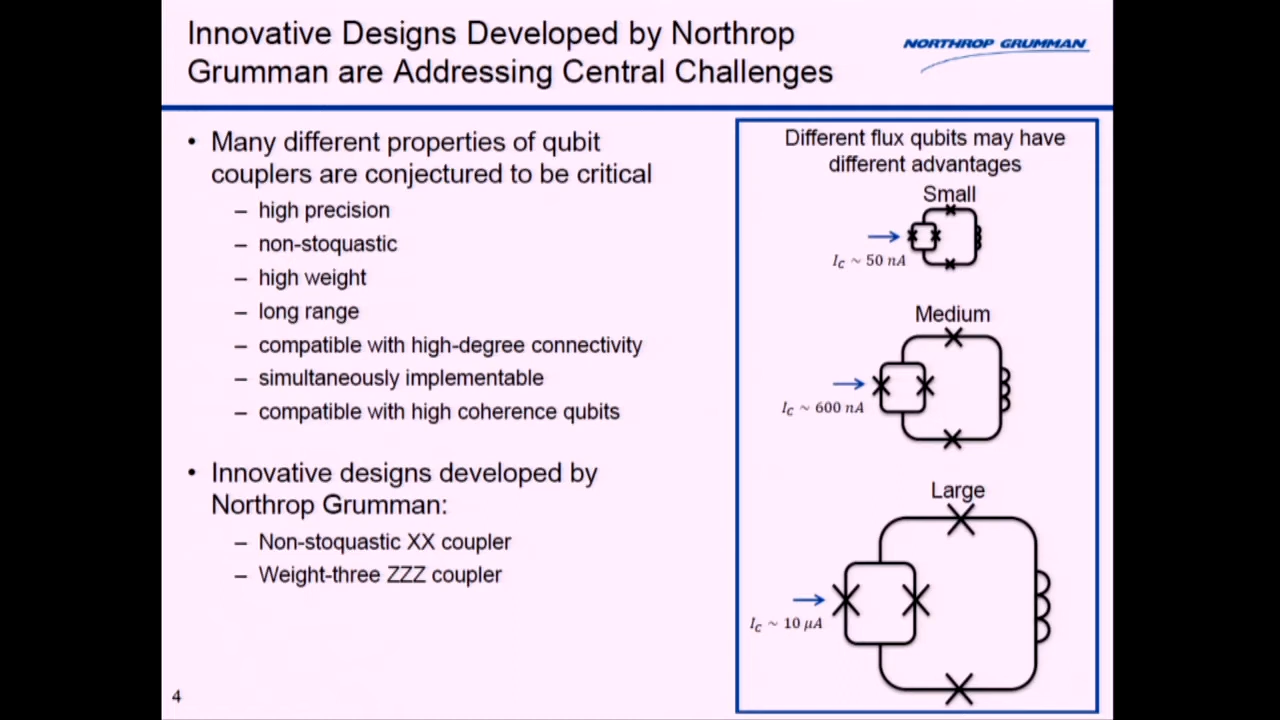 Innovative Designs Developed by Northrop
Grumman are Addressing Central Challenges
NORTHROP GRUMMAN
• Many different properties of qubit
couplers are conjectured to be critical
– high precision
– non-stoquastic
– high weight
– long range
– compatible with high-degree connectivity
– simultaneously implementable
– compatible with high coherence qubits
• Innovative designs developed by
Northrop Grumman:
– Non-stoquastic XX coupler
– Weight-three ZZZ coupler
Different flux qubits may have
different advantages
Small
I_c ~ 50 nA
Medium
I_c ~ 600 nA
Large
I_c ~ 10 μA
4